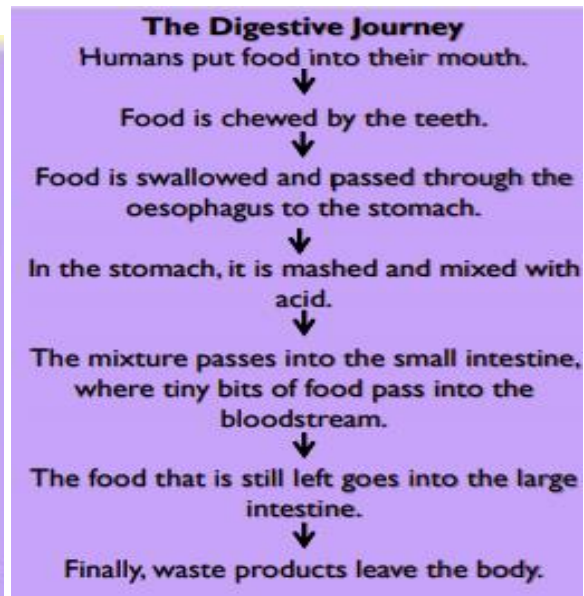 The Digestive Journey
Humans put food into their mouth.
Food is chewed by the teeth.
Food is swallowed and passed through the
oesophagus to the stomach.
In the stomach, it is mashed and mixed with
acid.
The mixture passes into the small intestine,
where tiny bits of food pass into the
bloodstream.
The food that is still left goes into the large
intestine.
Finally, waste products leave the body.